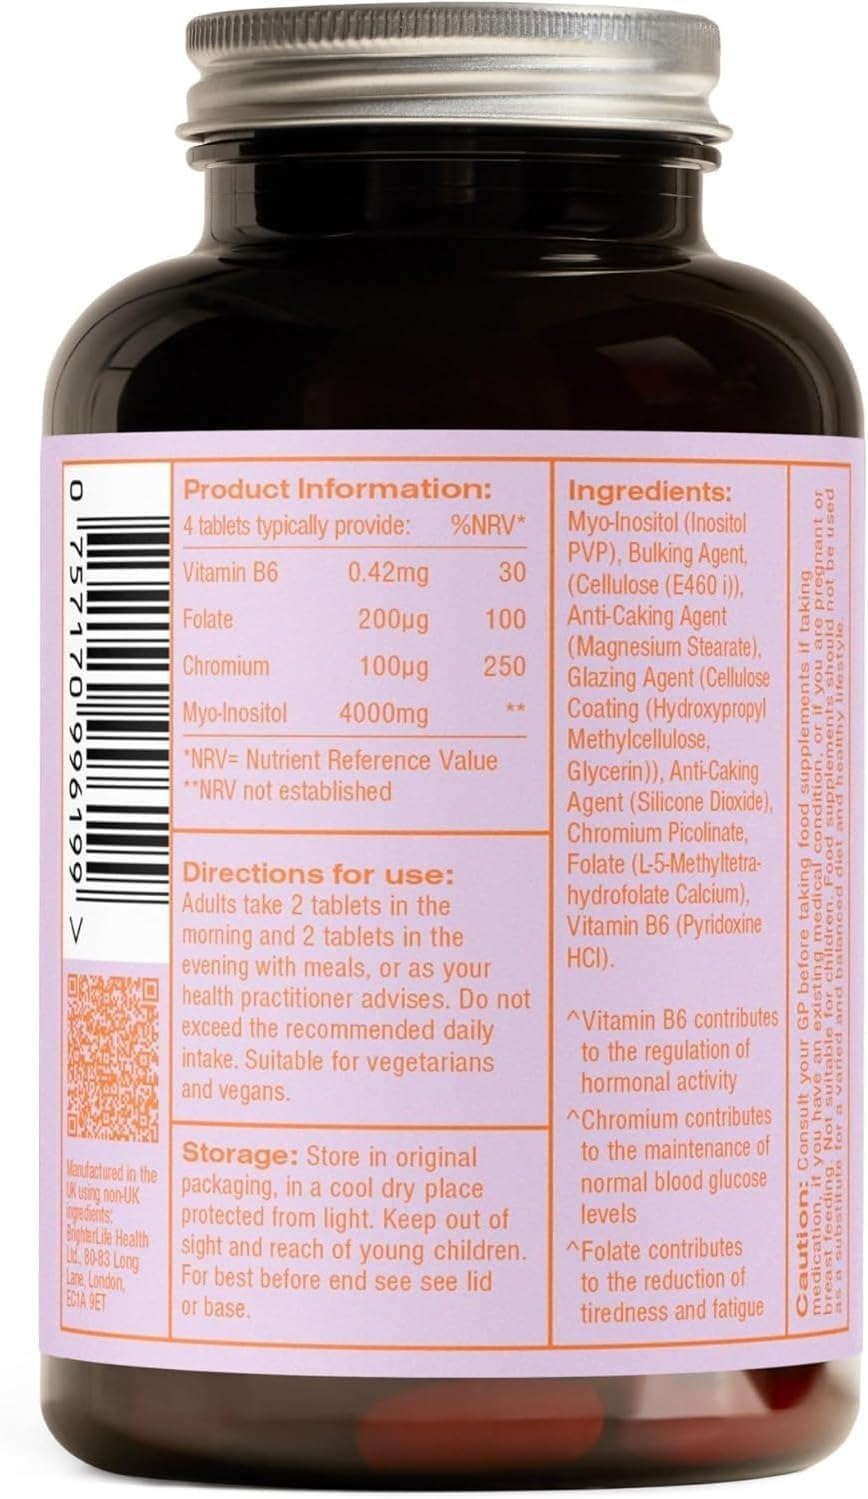 0 757170 996199 >
Product Information:
4 tablets typically provide: %NRV*
Vitamin B6 0.42mg 30
Folate 200µg 100
Chromium 100µg 250
Myo-Inositol 4000mg **
*NRV= Nutrient Reference Value
**NRV not established
Directions for use:
Adults take 2 tablets in the
morning and 2 tablets in the
evening with meals, or as your
health practitioner advises. Do not
exceed the recommended daily
intake. Suitable for vegetarians
and vegans.
Storage: Store in original
packaging, in a cool dry place
protected from light. Keep out of
sight and reach of young children.
For best before end see see lid
or base.
Manufactured in the
UK using non-UK
ingredients:
BrighterLife Health
Ltd., 80-83 Long
Lane, London,
EC1A 9ET
Ingredients:
Myo-Inositol (Inositol
PVP), Bulking Agent,
(Cellulose (E460 i)),
Anti-Caking Agent
(Magnesium Stearate),
Glazing Agent (Cellulose
Coating (Hydroxypropyl
Methylcellulose,
Glycerin)), Anti-Caking
Agent (Silicone Dioxide),
Chromium Picolinate,
Folate (L-5-Methyltetra-
hydrofolate Calcium),
Vitamin B6 (Pyridoxine
HCl).
^Vitamin B6 contributes
to the regulation of
hormonal activity
^Chromium contributes
to the maintenance of
normal blood glucose
levels
^Folate contributes
to the reduction of
tiredness and fatigue
Caution: Consult your GP before taking food supplements if taking
medication, if you have an existing medical condition, or if you are pregnant or
breast feeding. Not suitable for children. Food supplements should not be used
as a substitute for a varied and balanced diet and healthy lifestyle.